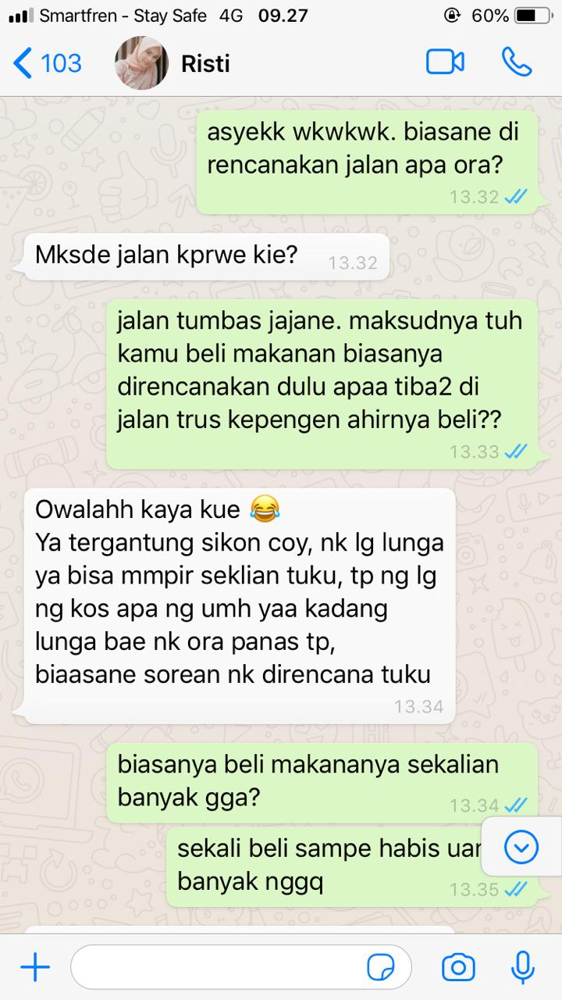 Smartfren - Stay Safe 4G 09.27 60%
103 Risti
asyekk wkwkwk. biasane di
rencanakan jalan apa ora?
13.32
Mksde jalan kprwe kie?
13.32
jalan tumbas jajane. maksudnya tuh
kamu beli makanan biasanya
direncanakan dulu apaa tiba2 di
jalan trus kepengen ahirnya beli??
13.33
Owalahh kaya kue 😂
Ya tergantung sikon coy, nk lg lunga
ya bisa mmpir seklian tuku, tp ng lg
ng kos apa ng umh yaa kadang
lunga bae nk ora panas tp,
biaasane sorean nk direncana tuku
13.34
biasanya beli makananya sekalian
banyak gga?
13.34
sekali beli sampe habis
banyak nggq
13.35